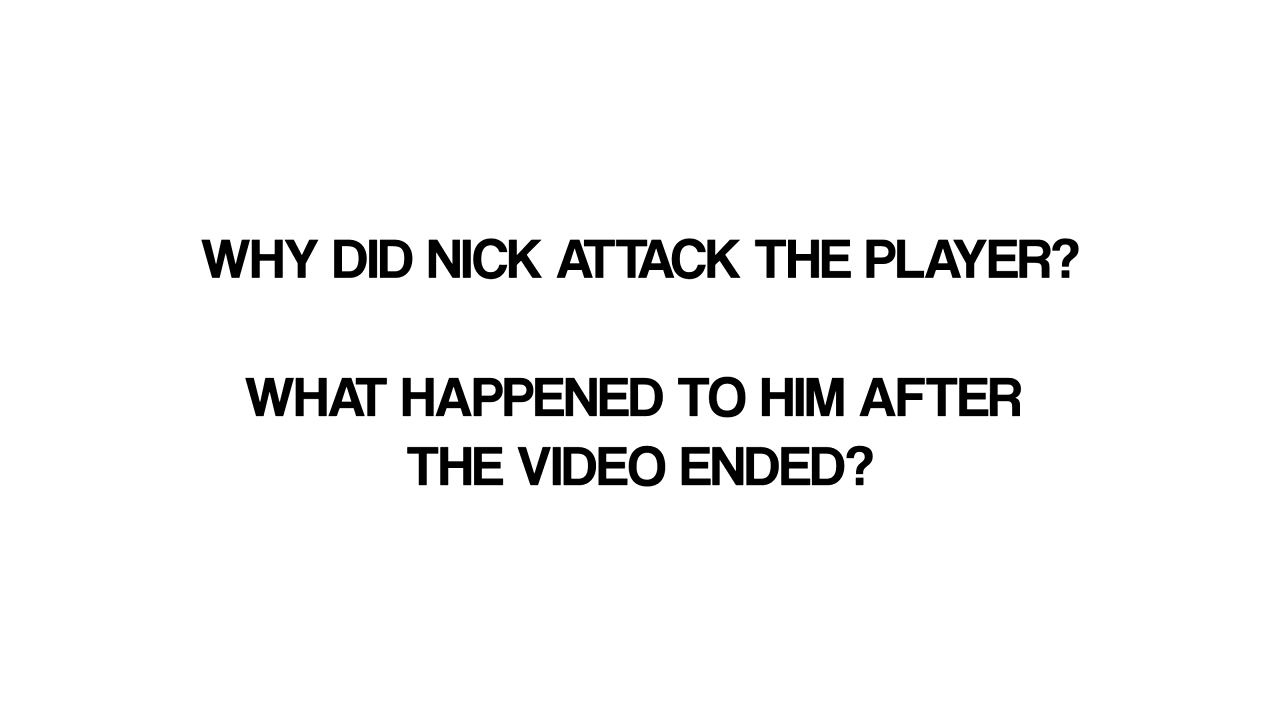 WHY DID NICK ATTACK THE PLAYER?
WHAT HAPPENED TO HIM AFTER
THE VIDEO ENDED?